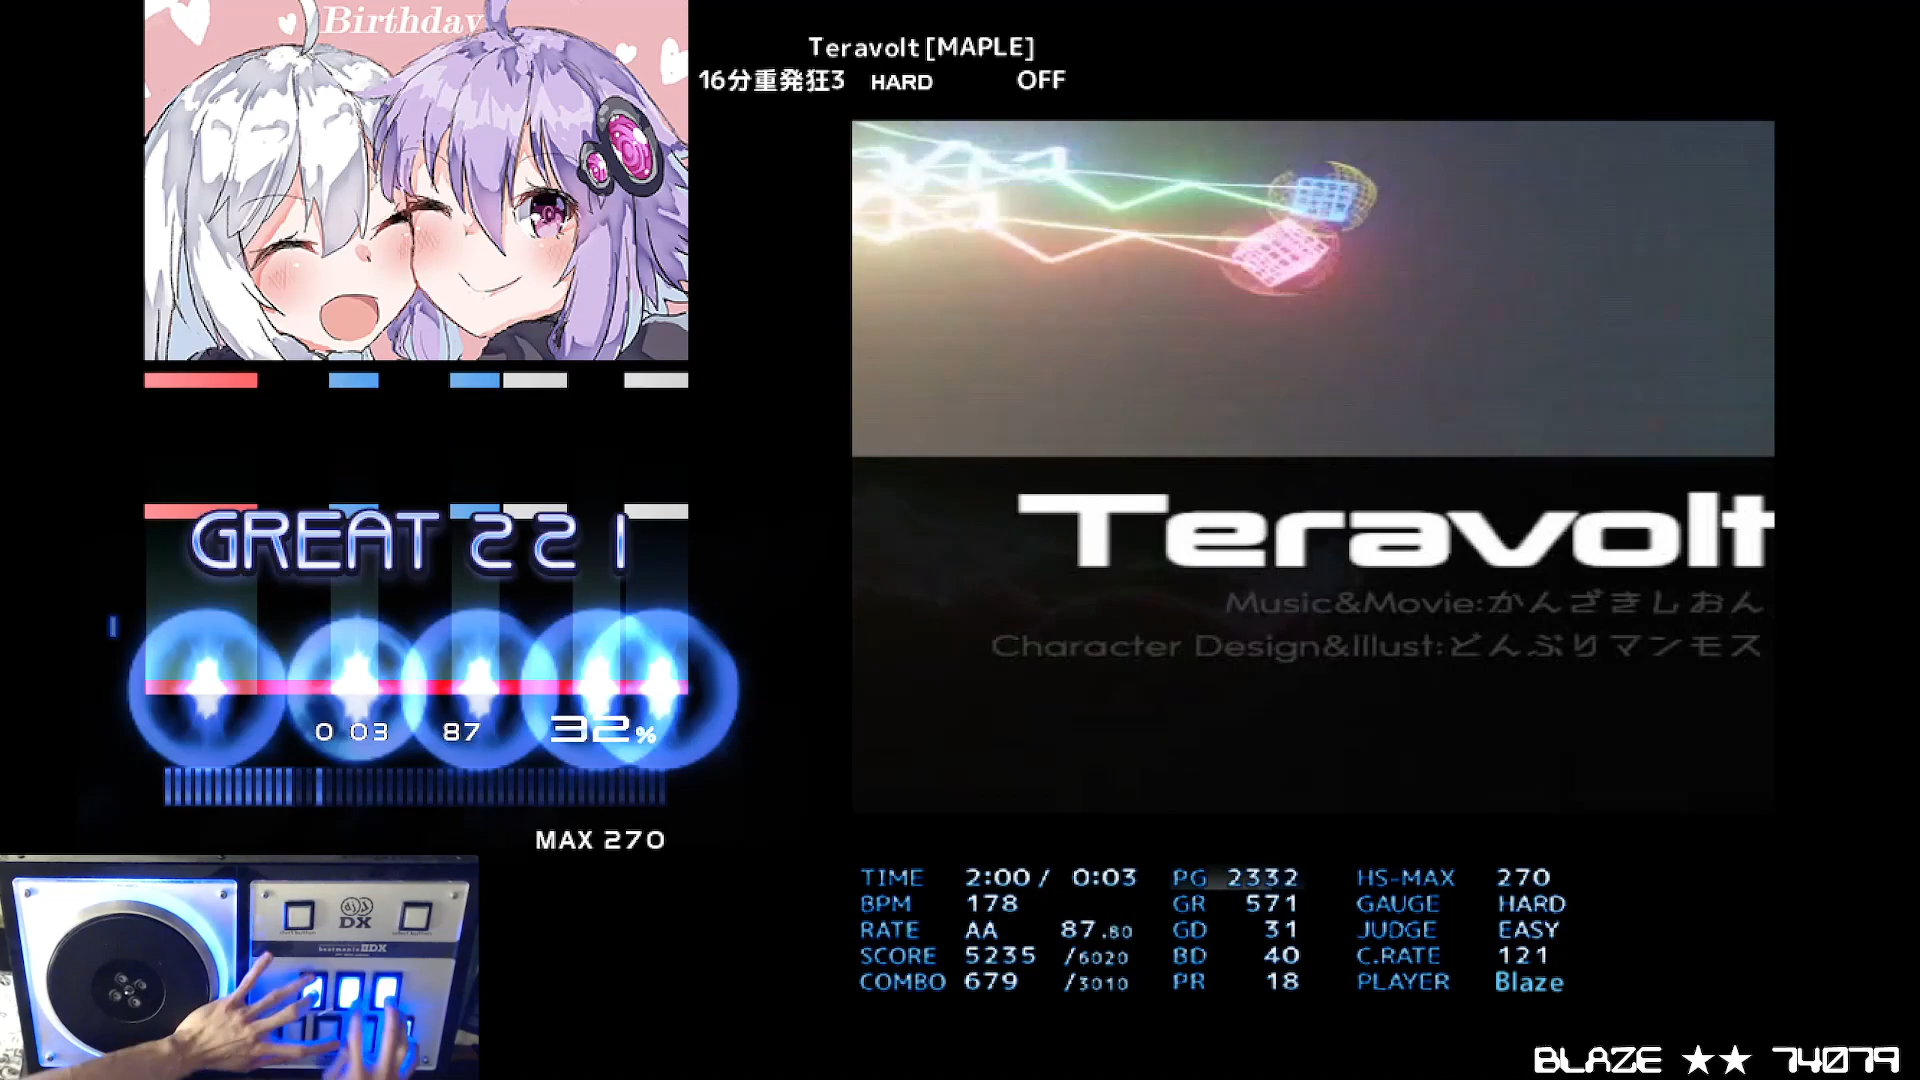 Birthday
Teravolt[MAPLE]
16分重発狂3 HARD OFF
GREAT 221
Teravolt
Music&Movie:かんざきしおん
Character Design&Illust:どんぶりマンモス
0 03 87 32%
MAX 270
TIME 2:00 / 0:03 PG 2332 HS-MAX 270
BPM 178 GR 571 GAUGE HARD
RATE AA 87.80 GD 31 JUDGE EASY
SCORE 5235 /6020 BD 40 C.RATE 121
COMBO 679 /3010 PR 18 PLAYER Blaze
DX
beatmania IIDX
BLAZE ★★ 74079